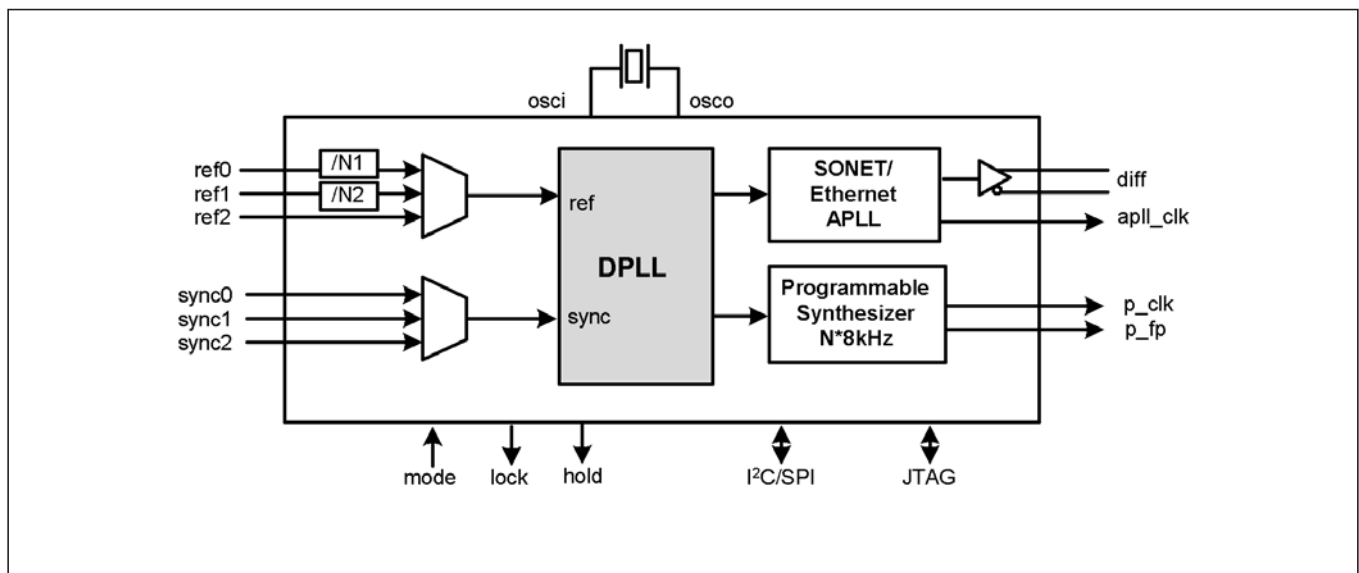 osci
osco
ref0
/N1
ref1
/N2
ref2
ref
sync0
sync1
sync2
sync
DPLL
SONET/
Ethernet
APLL
diff
apll_clk
Programmable
Synthesizer
N*8kHz
p_clk
p_fp
mode
lock
hold
I²C/SPI
JTAG